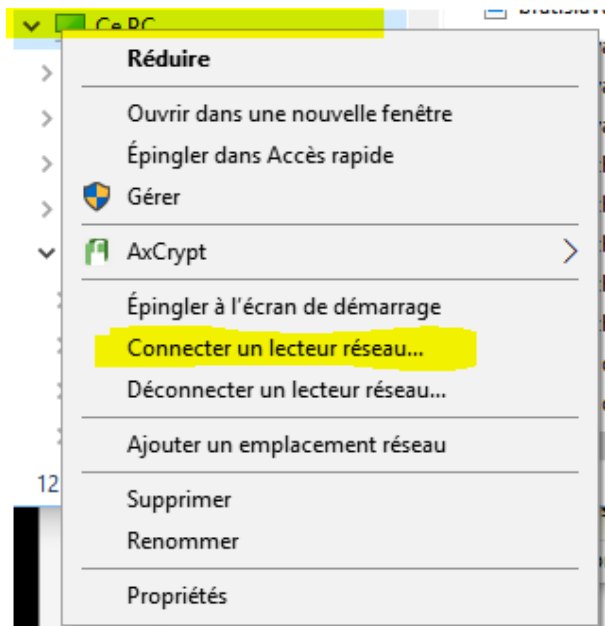 Ce PC
Réduire
Ouvrir dans une nouvelle fenêtre
Épingler dans Accès rapide
Gérer
AxCrypt
Épingler à l'écran de démarrage
Connecter un lecteur réseau...
Déconnecter un lecteur réseau...
Ajouter un emplacement réseau
12
Supprimer
Renommer
Propriétés